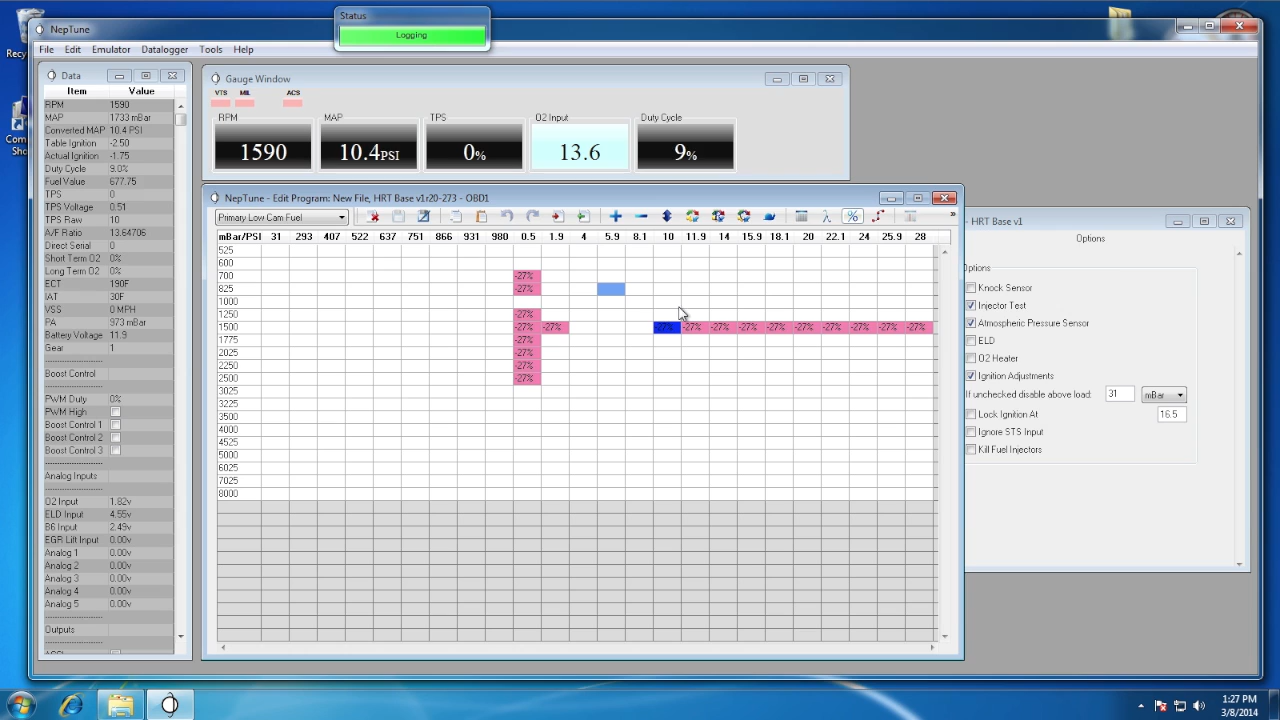 Status
Logging
Recy
NepTune
File Edit Emulator Datalogger Tools Help
Com
Sho
Data
Item Value
RPM 1590
MAP 1733 mBar
Converted MAP 10.4 PSI
Table Ignition -2.50
Actual Ignition -1.75
Duty Cycle 9.0%
Fuel Value 677.75
TPS 0
TPS Voltage 0.51
TPS Raw 10
A/F Ratio 13.64706
Direct Serial 0
Short Term O2 0%
Long Term O2 0%
ECT 190F
IAT 30F
VSS 0 MPH
PA 973 mBar
Battery Voltage 11.9
Gear 1
Boost Control
PWM Duty 0%
PWM High
Boost Control 1
Boost Control 2
Boost Control 3
Analog Inputs
O2 Input 1.82v
ELD Input 4.55v
B6 Input 2.49v
EGR Lift Input 0.00v
Analog 1 0.00v
Analog 2 0.00v
Analog 3 0.00v
Analog 4 0.00v
Analog 5 0.00v
Outputs
Gauge Window
VTS MIL ACS
RPM MAP TPS O2 Input Duty Cycle
1590 10.4PSI 0% 13.6 9%
NepTune - Edit Program: New File, HRT Base v1r20-273 - OBD1
Primary Low Cam Fuel
mBar/PSI 31 293 407 522 637 751 866 931 980 0.5 1.9 4 5.9 8.1 10 11.9 14 15.9 18.1 20 22.1 24 25.9 28
525
600
700 -27%
825 -27%
1000
1250 -27%
1500 -27% -27% -27% -27% -27% -27% -27% -27% -27% -27% -27% -27%
1775 -27%
2025 -27%
2250 -27%
2500 -27%
3025
3225
3500
4000
4525
5000
6025
7025
8000
- HRT Base v1
Options
Options
Knock Sensor
Injector Test
Atmospheric Pressure Sensor
ELD
O2 Heater
Ignition Adjustments
If unchecked disable above load: 31 mBar
Lock Ignition At 16.5
Ignore STS Input
Kill Fuel Injectors
1:27 PM
3/8/2014